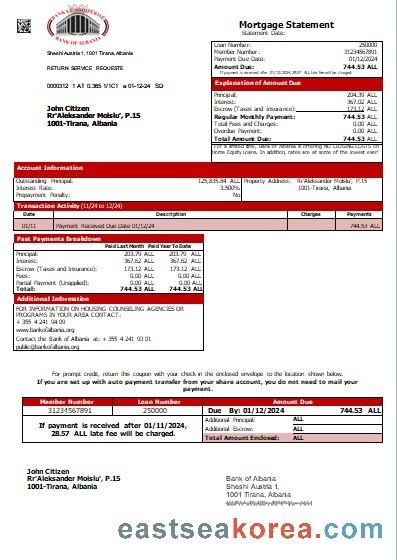 BANKA E SHQIPERISE
BANK OF ALBANIA
Mortgage Statement
Statement Date:
Sheshi Austria 1, 1001 Tirana, Albania
RETURN SERVICE REQUESTE
0000312 1 AT 0.365 1/1C1 a 01-12-24 SD
John Citizen
Rr'Aleksander Moisiu', P.15
1001-Tirana, Albania
Loan Number: 250000
Member Number: 31234567891
Payment Due Date: 01/12/2024
Amount Due: 744.53 ALL
If payment is received after 01/12/2024, 28.57 ALL late fee will be charged.
Explanation of Amount Due
Principal: 204.39 ALL
Interest: 367.02 ALL
Escrow (Taxes and Insurance): 173.12 ALL
Regular Monthly Payment: 744.53 ALL
Total Fees and Charges: 0.00 ALL
Overdue Payment: 0.00 ALL
Total Amount Due: 744.53 ALL
For a limited time, Bank of Albania is offering NO CLOSING COSTS on
Home Equity Loans. In addition, rates are at some of the lowest ever!
Account Information
Outstanding Principal: 125,835.84 ALL
Interest Rate: 3.500%
Prepayment Penalty: No
Property Address: Rr'Aleksander Moisiu', P.15
1001-Tirana, Albania
Transaction Activity (11/24 to 12/24)
Date Description Charges Payments
01/11 Payment Received Due Date 01/12/24 744.53 ALL
Past Payments Breakdown
Paid Last Month Paid Year To Date
Principal: 203.79 ALL 203.79 ALL
Interest: 367.62 ALL 367.62 ALL
Escrow (Taxes and Insurance): 173.12 ALL 173.12 ALL
Fees: 0.00 ALL 0.00 ALL
Partial Payment (Unapplied): 0.00 ALL 0.00 ALL
Total: 744.53 ALL 744.53 ALL
Additional Information
FOR INFORMATION ON HOUSING COUNSELING AGENCIES OR
PROGRAMS IN YOUR AREA CONTACT:
+ 355 4 241 94 09
www.bankofalbania.org
Contact the Bank of Albania at: + 355 4 241 93 01
public@bankofalbania.org
For prompt credit, return this coupon with your check in the enclosed envelope to the location shown below.
If you are set up with auto payment transfer from your share account, you do not need to mail your
payment.
Member Number Loan Number Amount Due
31234567891 250000 Due By: 01/12/2024 744.53 ALL
If payment is received after 01/11/2024,
28.57 ALL late fee will be charged.
Additional Principal: ALL
Additional Escrow: ALL
Total Amount Enclosed: ALL
John Citizen
Rr'Aleksander Moisiu', P.15
1001-Tirana, Albania
Bank of Albania
Sheshi Austria 1,
1001 Tirana, Albania
eastseakorea.com